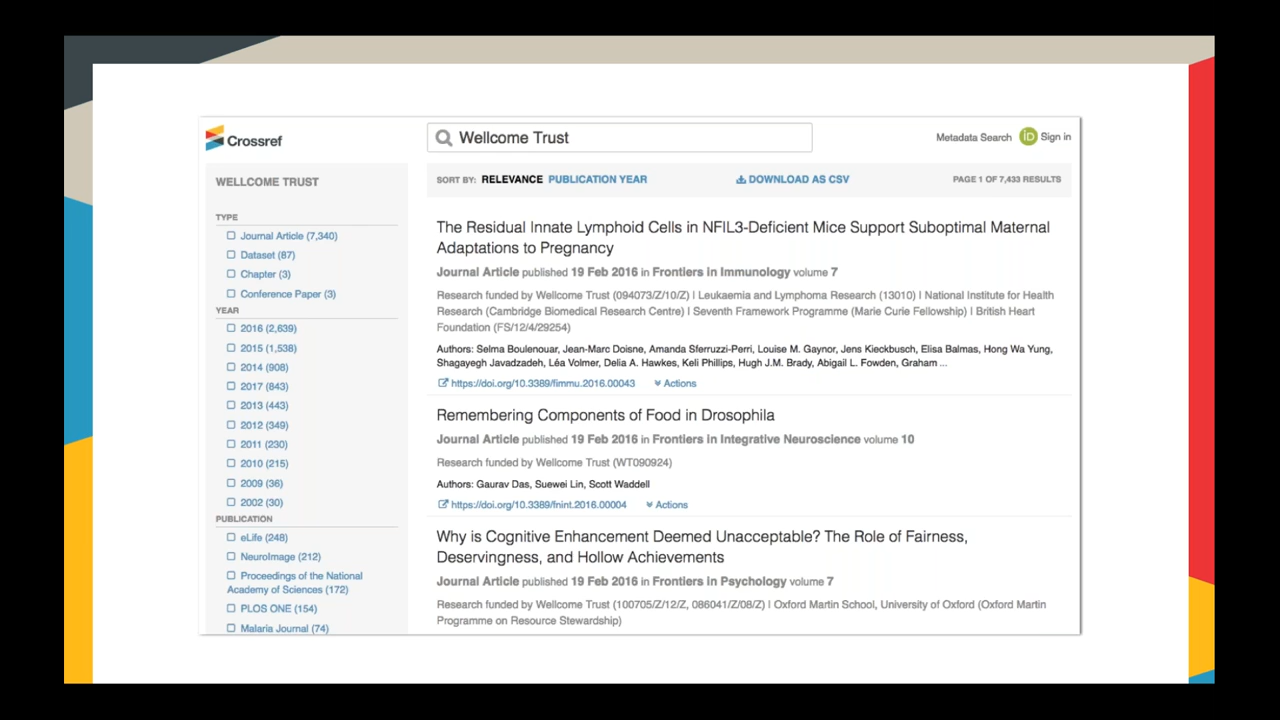 Crossref
Wellcome Trust
Metadata Search iD Sign in
WELLCOME TRUST
TYPE
Journal Article (7,340)
Dataset (87)
Chapter (3)
Conference Paper (3)
YEAR
2016 (2,639)
2015 (1,538)
2014 (908)
2017 (843)
2013 (443)
2012 (349)
2011 (230)
2010 (215)
2009 (36)
2002 (30)
PUBLICATION
eLife (248)
NeuroImage (212)
Proceedings of the National
Academy of Sciences (172)
PLOS ONE (154)
Malaria Journal (74)
SORT BY: RELEVANCE PUBLICATION YEAR DOWNLOAD AS CSV PAGE 1 OF 7,433 RESULTS
The Residual Innate Lymphoid Cells in NFIL3-Deficient Mice Support Suboptimal Maternal
Adaptations to Pregnancy
Journal Article published 19 Feb 2016 in Frontiers in Immunology volume 7
Research funded by Wellcome Trust (094073/Z/10/Z) | Leukaemia and Lymphoma Research (13010) | National Institute for Health
Research (Cambridge Biomedical Research Centre) | Seventh Framework Programme (Marie Curie Fellowship) | British Heart
Foundation (FS/12/4/29254)
Authors: Selma Boulenouar, Jean-Marc Doisne, Amanda Sferruzzi-Perri, Louise M. Gaynor, Jens Kieckbusch, Elisa Balmas, Hong Wa Yung,
Shagayegh Javadzadeh, Léa Volmer, Delia A. Hawkes, Keli Phillips, Hugh J.M. Brady, Abigail L. Fowden, Graham ...
https://doi.org/10.3389/fimmu.2016.00043 Actions
Remembering Components of Food in Drosophila
Journal Article published 19 Feb 2016 in Frontiers in Integrative Neuroscience volume 10
Research funded by Wellcome Trust (WT090924)
Authors: Gaurav Das, Suewei Lin, Scott Waddell
https://doi.org/10.3389/fnint.2016.00004 Actions
Why is Cognitive Enhancement Deemed Unacceptable? The Role of Fairness,
Deservingness, and Hollow Achievements
Journal Article published 19 Feb 2016 in Frontiers in Psychology volume 7
Research funded by Wellcome Trust (100705/Z/12/Z, 086041/Z/08/Z) | Oxford Martin School, University of Oxford (Oxford Martin
Programme on Resource Stewardship)